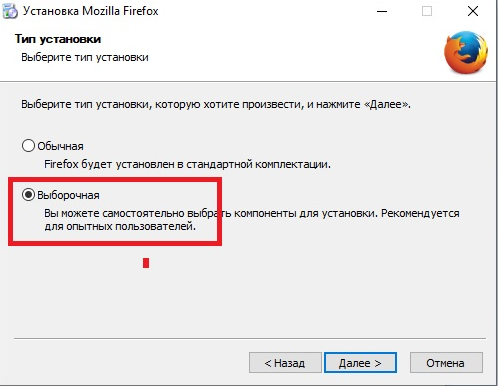 Установка Mozilla Firefox
Тип установки
Выберите тип установки
Выберите тип установки, которую хотите произвести, и нажмите «Далее».
Обычная
Firefox будет установлен в стандартной комплектации.
Выборочная
Вы можете самостоятельно выбрать компоненты для установки. Рекомендуется
для опытных пользователей.
< Назад Далее > Отмена